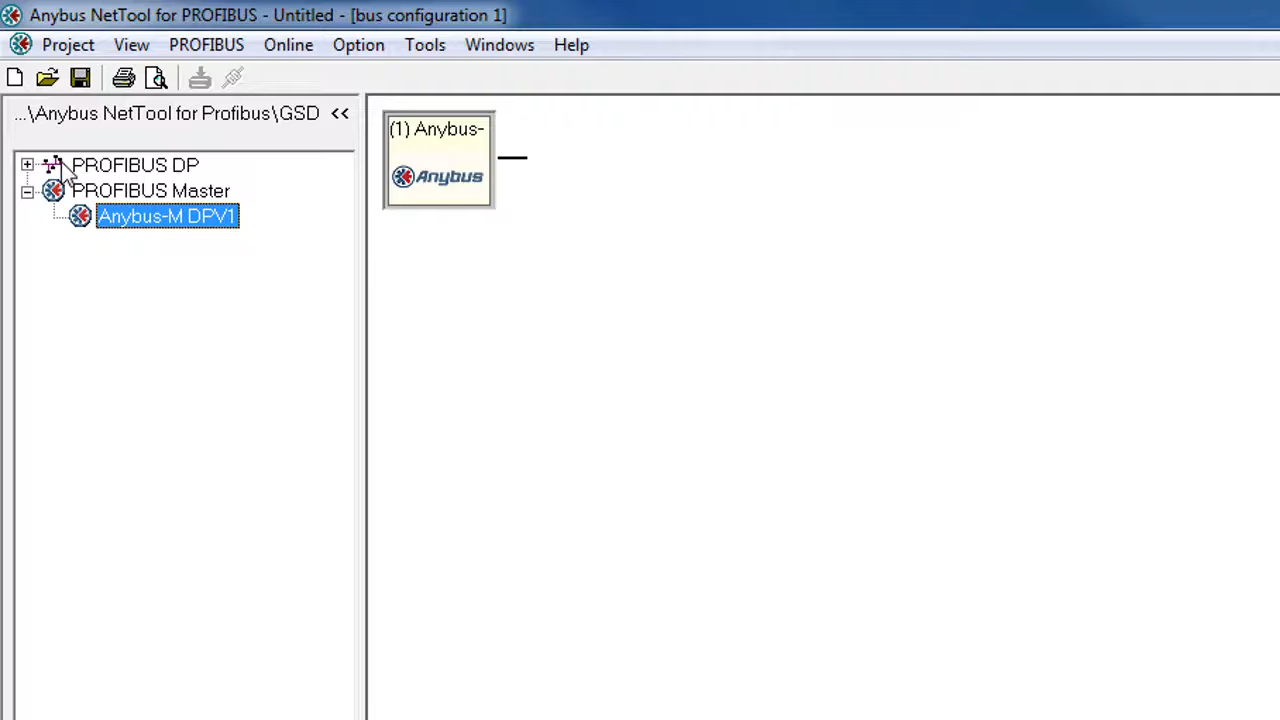 Anybus NetTool for PROFIBUS - Untitled - [bus configuration 1]
Project View PROFIBUS Online Option Tools Windows Help
...\Anybus NetTool for Profibus\GSD <<
PROFIBUS DP
PROFIBUS Master
Anybus-M DPV1
(1) Anybus-
Anybus